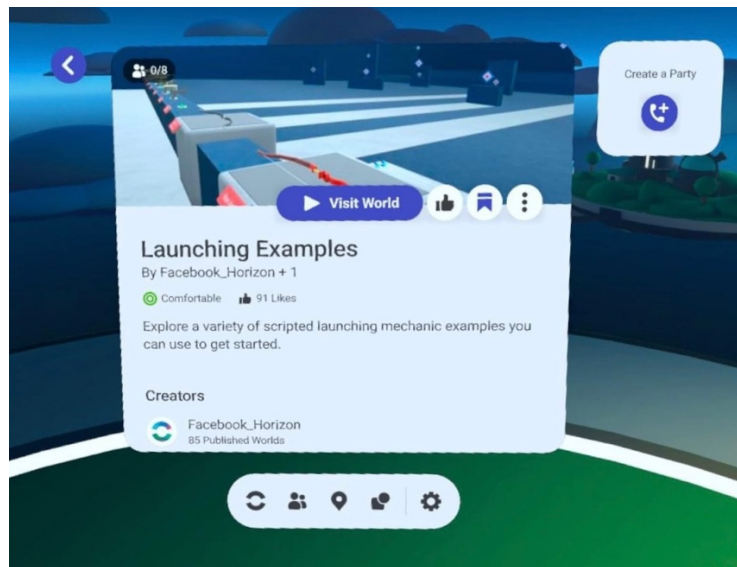 0/8
Create a Party
Visit World
Launching Examples
By Facebook_Horizon + 1
Comfortable 91 Likes
Explore a variety of scripted launching mechanic examples you
can use to get started.
Creators
Facebook_Horizon
85 Published Worlds